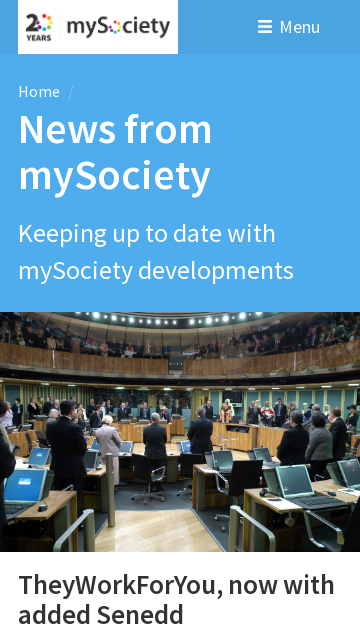 20 YEARS mySociety
Menu
Home /
News from
mySociety
Keeping up to date with
mySociety developments
TheyWorkForYou, now with
added Senedd